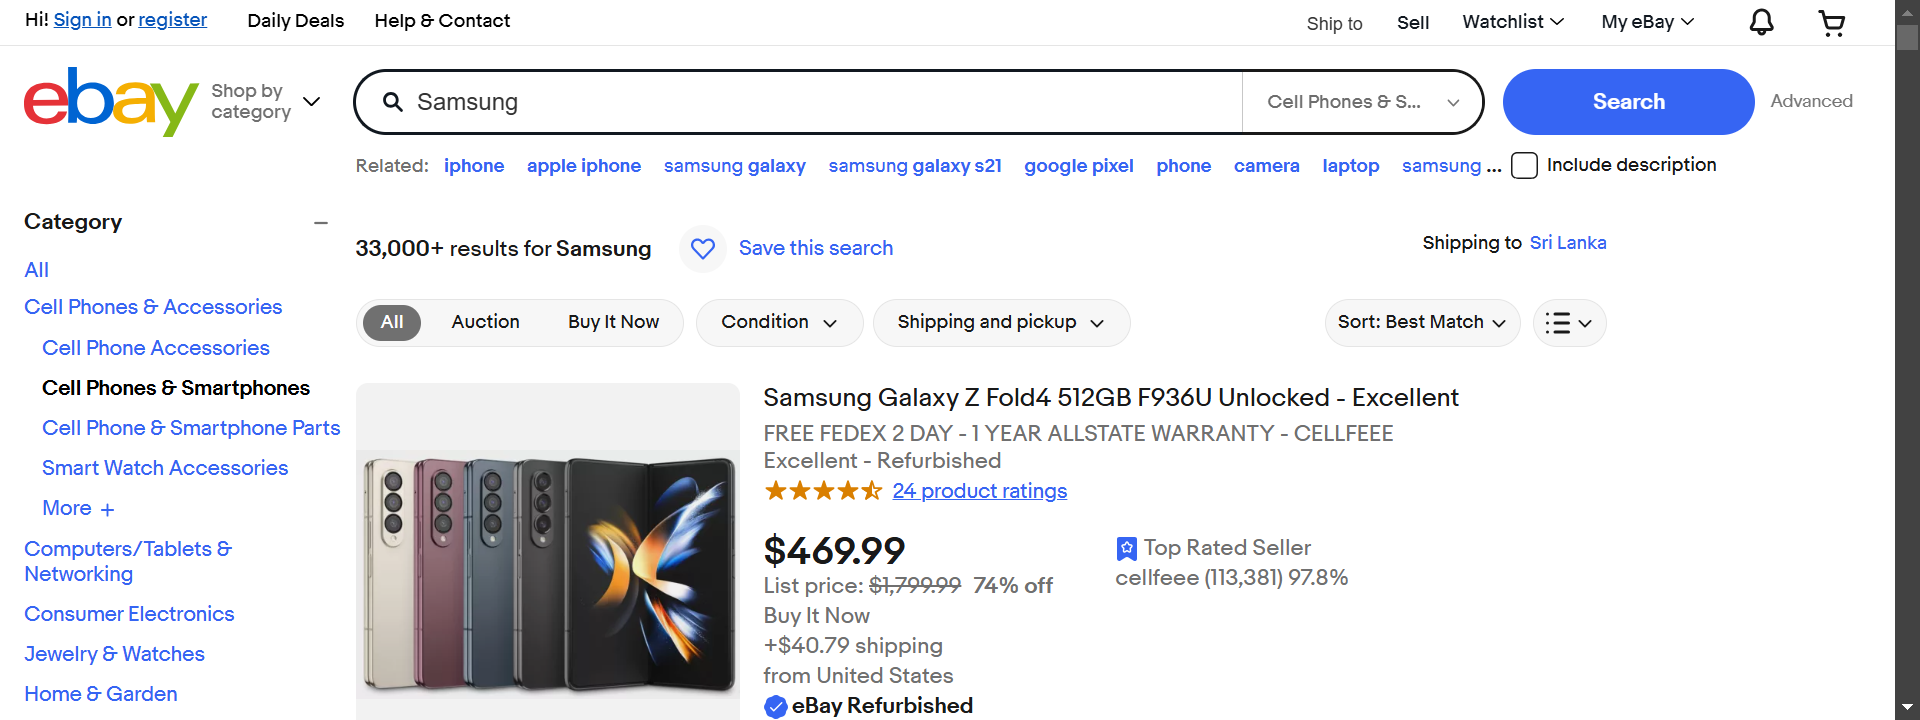 Hi! Sign in or register Daily Deals Help & Contact Ship to Sell Watchlist My eBay
ebay
Shop by
category
Samsung Cell Phones & S... Search Advanced
Related: iphone apple iphone samsung galaxy samsung galaxy s21 google pixel phone camera laptop samsung ... Include description
Category
All
Cell Phones & Accessories
Cell Phone Accessories
Cell Phones & Smartphones
Cell Phone & Smartphone Parts
Smart Watch Accessories
More +
Computers/Tablets &
Networking
Consumer Electronics
Jewelry & Watches
Home & Garden
33,000+ results for Samsung Save this search Shipping to Sri Lanka
All Auction Buy It Now Condition Shipping and pickup Sort: Best Match
Samsung Galaxy Z Fold4 512GB F936U Unlocked - Excellent
FREE FEDEX 2 DAY - 1 YEAR ALLSTATE WARRANTY - CELLFEEE
Excellent - Refurbished
24 product ratings
$469.99
List price: $1,799.99 74% off
Buy It Now
+$40.79 shipping
from United States
eBay Refurbished
Top Rated Seller
cellfeee (113,381) 97.8%